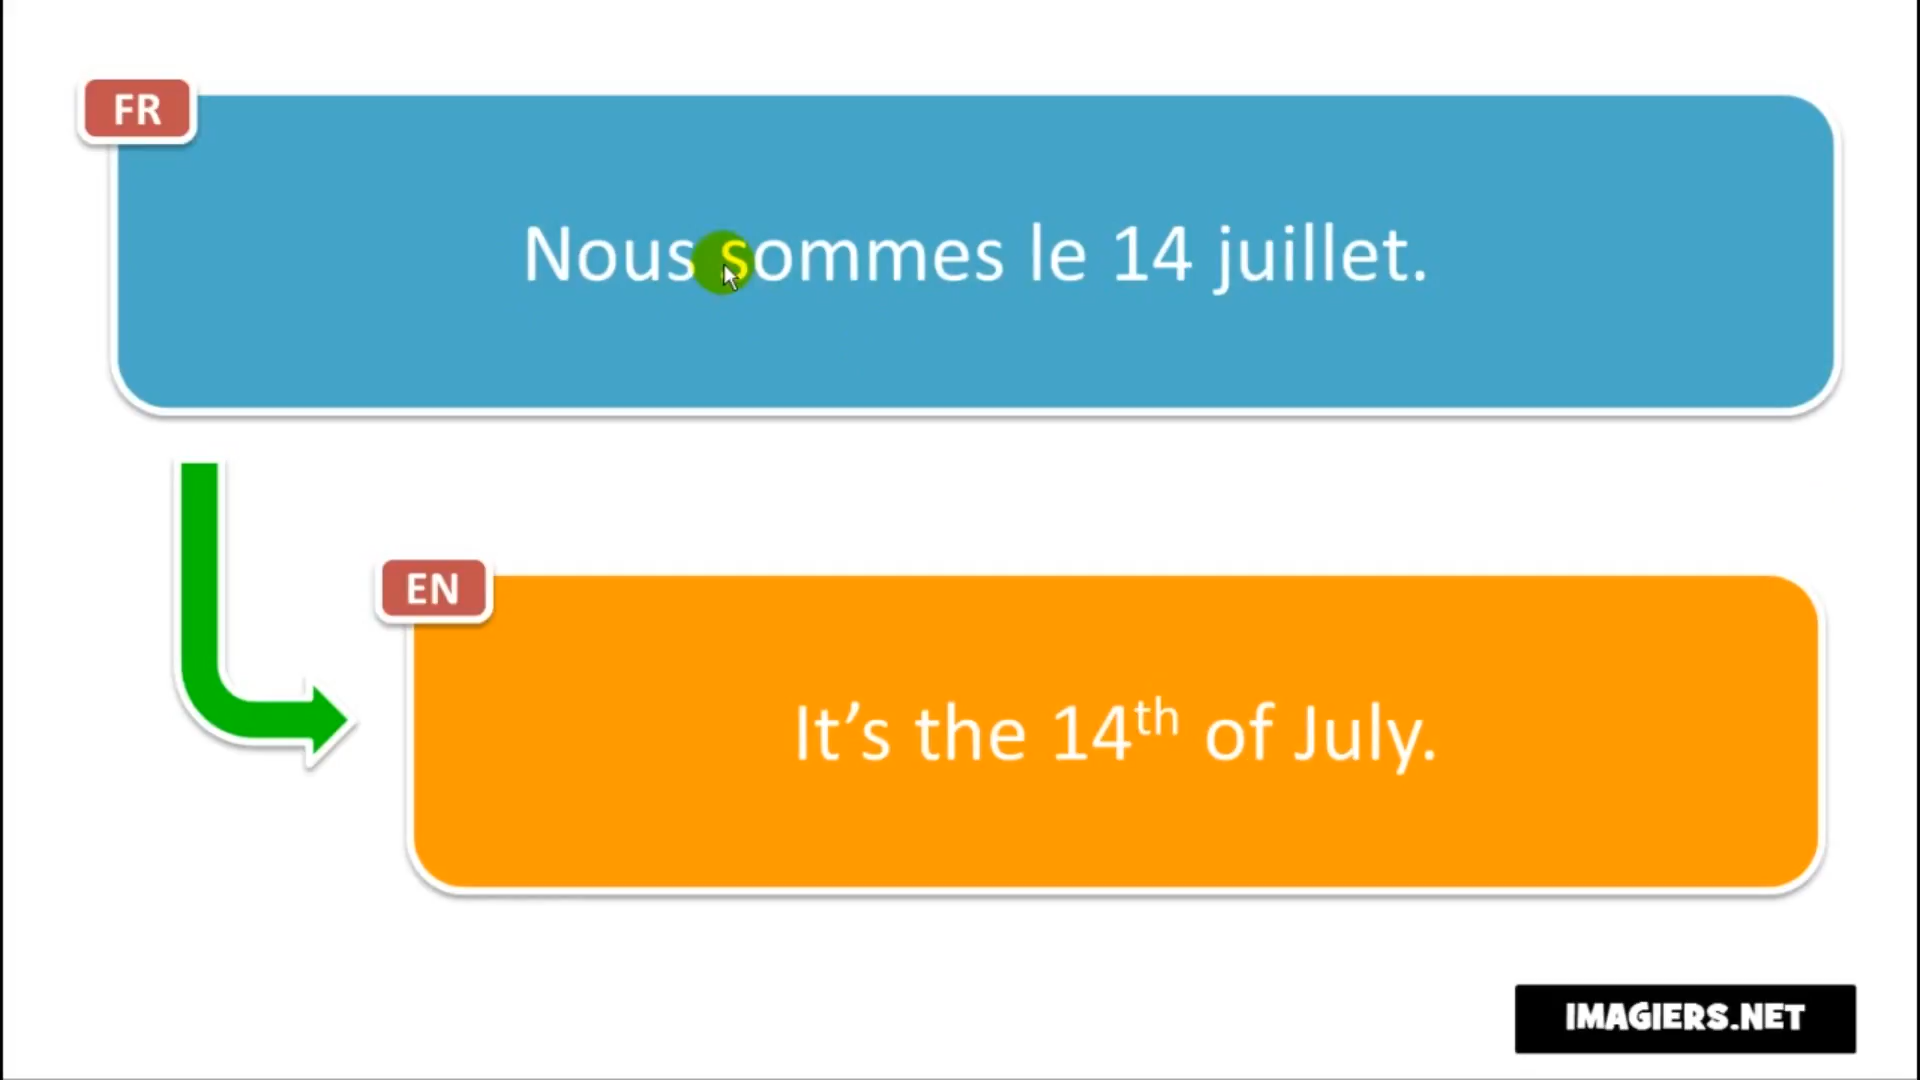 FR
Nous sommes le 14 juillet.
EN
It’s the 14th of July.
IMAGIERS.NET